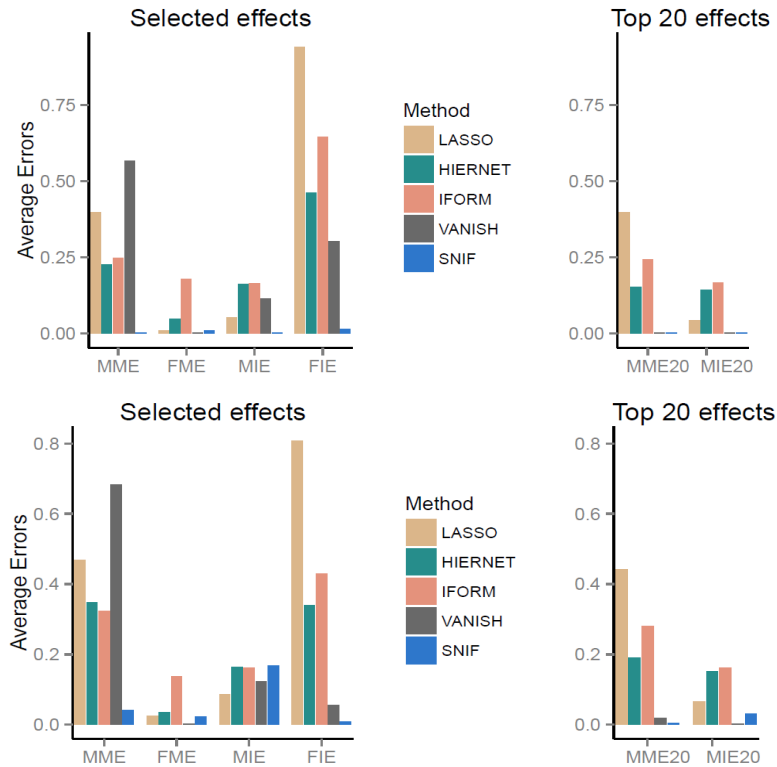 Selected effects
Top 20 effects
Average Errors
0.75
0.50
0.25
0.00
MME FME MIE FIE
Method
LASSO
HIERNET
IFORM
VANISH
SNIF
0.75
0.50
0.25
0.00
MME20 MIE20
Selected effects
Top 20 effects
Average Errors
0.8
0.6
0.4
0.2
0.0
MME FME MIE FIE
Method
LASSO
HIERNET
IFORM
VANISH
SNIF
0.8
0.6
0.4
0.2
0.0
MME20 MIE20